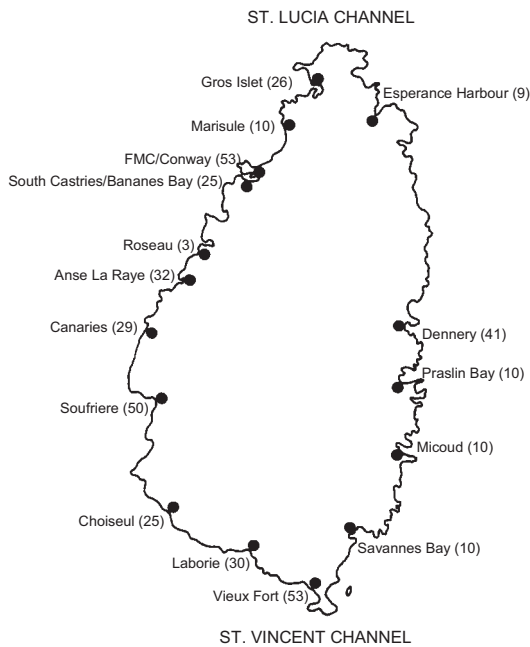 ST. LUCIA CHANNEL
Gros Islet (26)
Esperance Harbour (9)
Marisule (10)
FMC/Conway (53)
South Castries/Bananes Bay (25)
Roseau (3)
Anse La Raye (32)
Canaries (29)
Dennery (41)
Praslin Bay (10)
Soufriere (50)
Micoud (10)
Choiseul (25)
Savannes Bay (10)
Laborie (30)
Vieux Fort (53)
ST. VINCENT CHANNEL